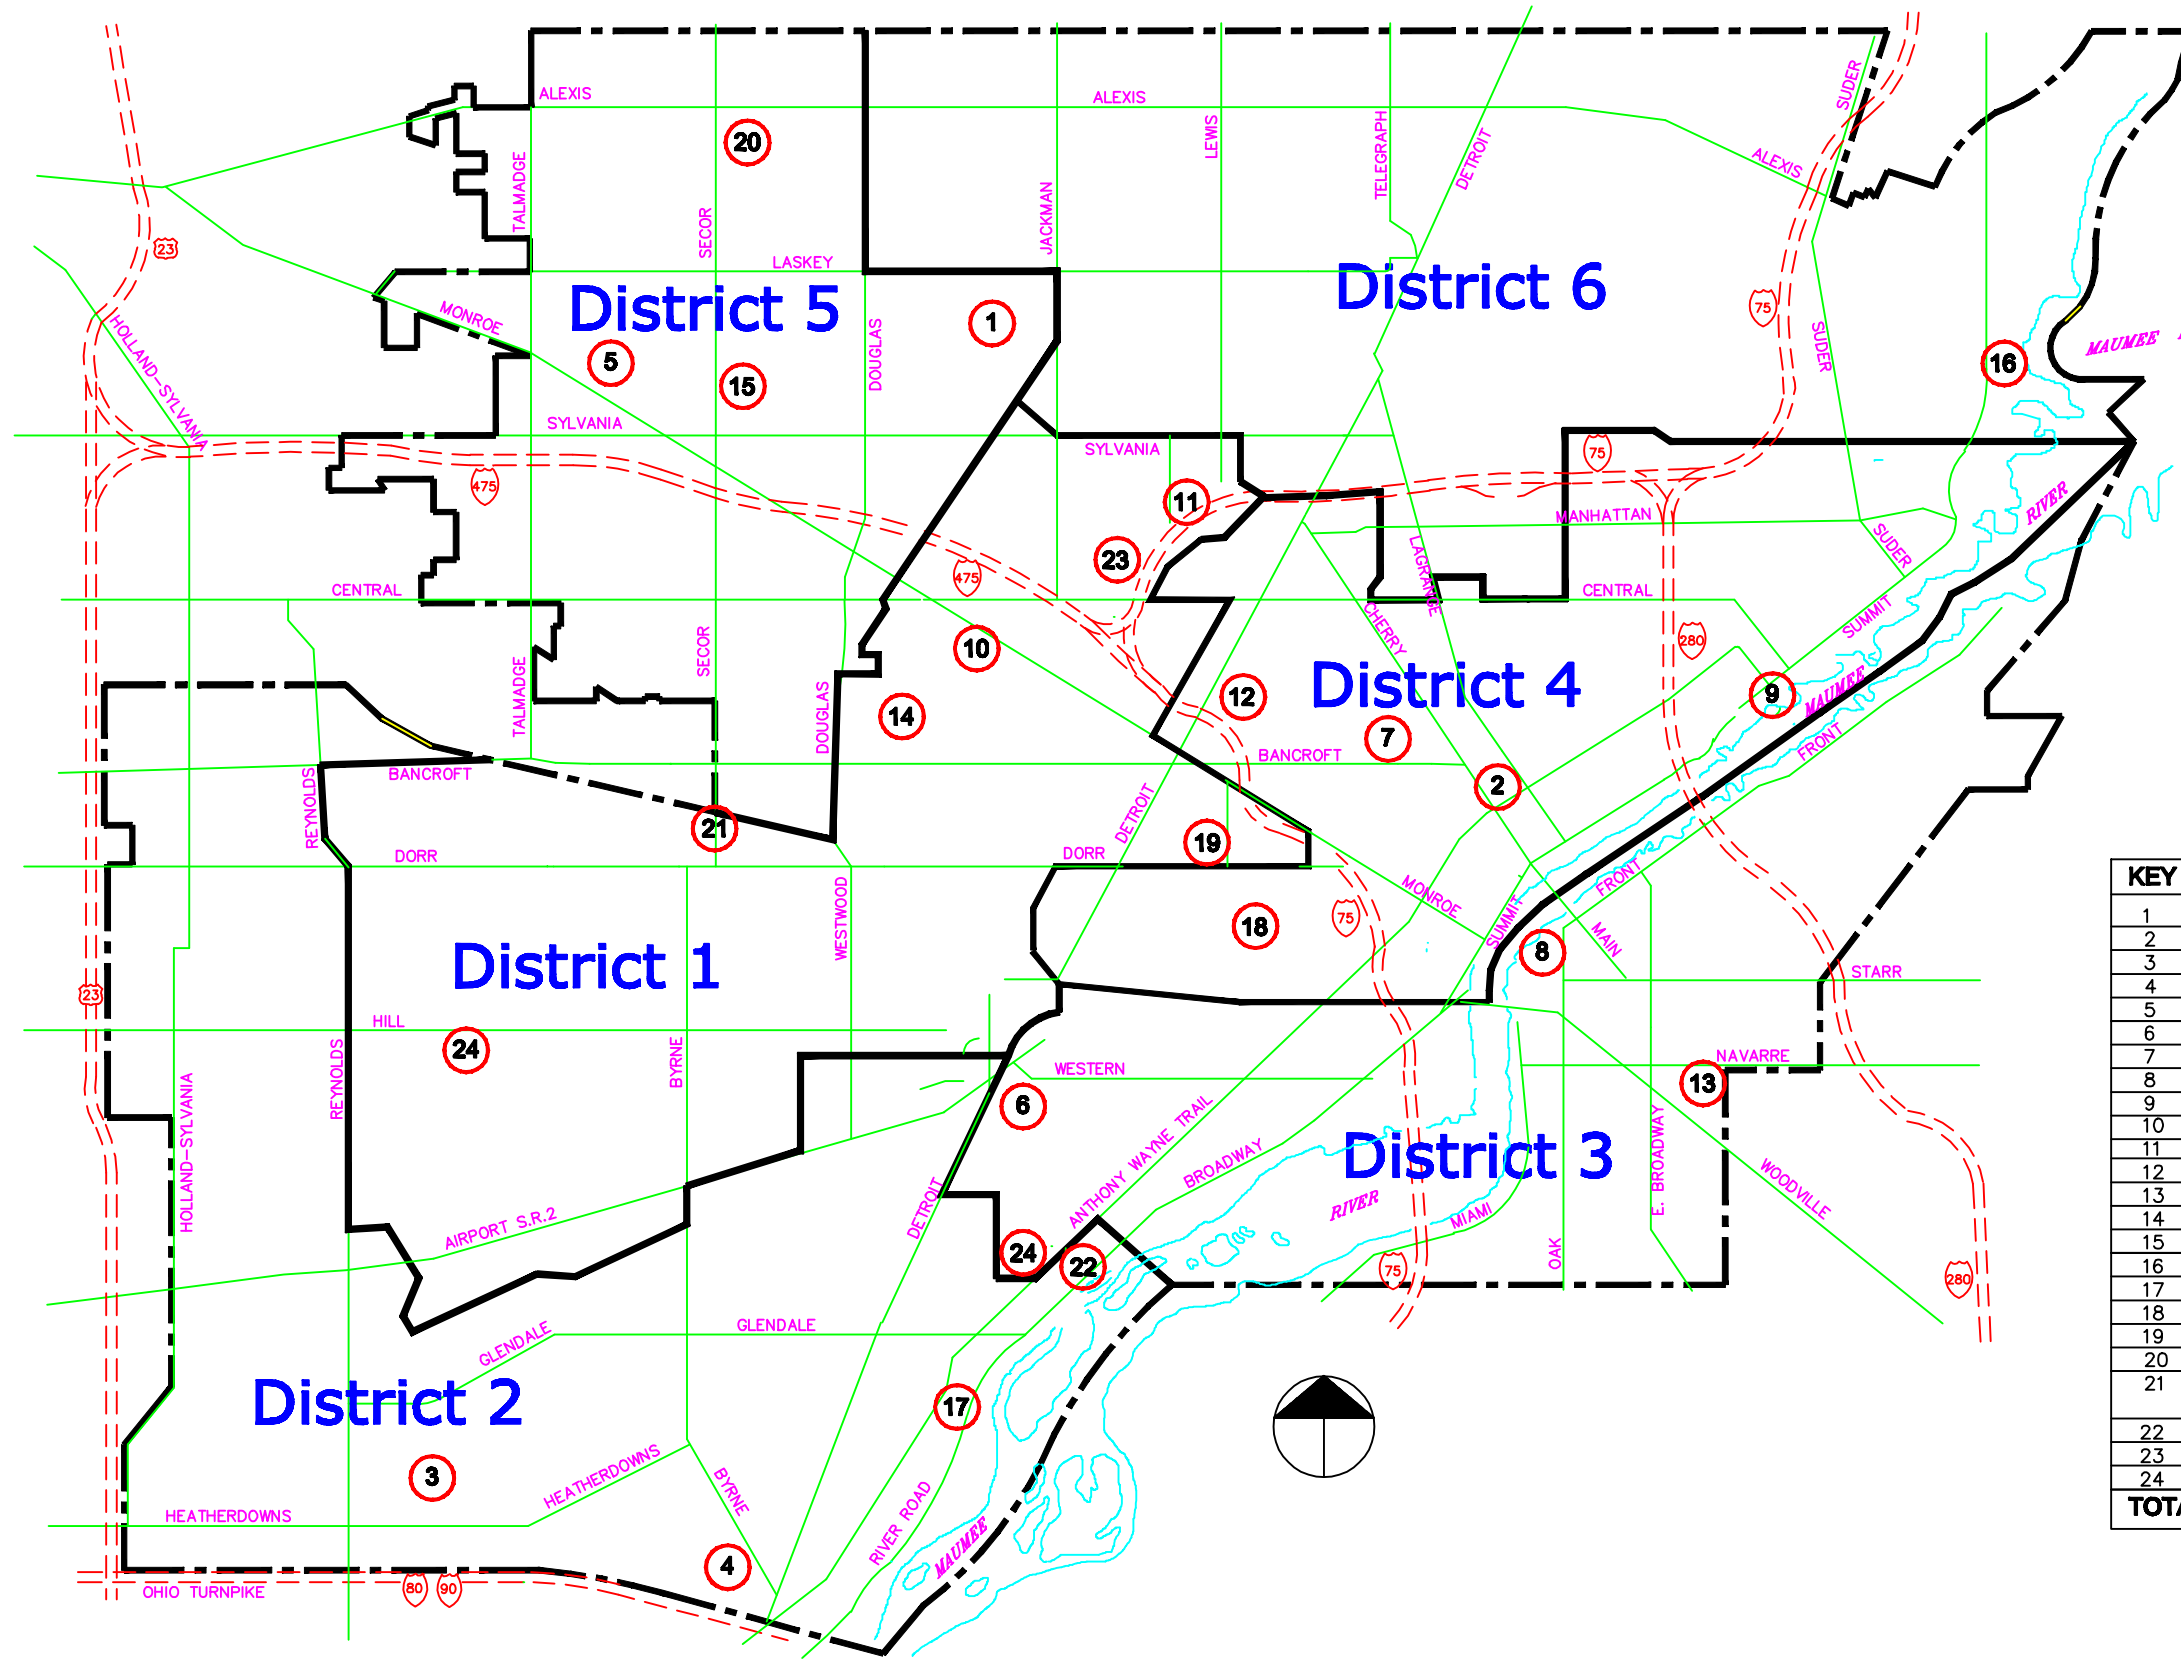 ALEXIS
ALEXIS
SUDER
20
LEWIS
TELEGRAPH
DETROIT
ALEXIS
TALMADGE
SECOR
JACKMAN
23
LASKEY
District 6
District 5
MONROE
HOLLAND-SYLVANIA
1
75
SUDER
DOUGLAS
MAUMEE
5
15
16
SYLVANIA
SYLVANIA
75
475
11
MANHATTAN
RIVER
SUDER
23
LAGRANGE
475
CENTRAL
CENTRAL
CHERRY
SUMMIT
280
10
SECOR
TALMADGE
District 4
12
9
MAUMEE
14
DOUGLAS
7
FRONT
BANCROFT
BANCROFT
REYNOLDS
2
DETROIT
21
19
DORR
DORR
FRONT
MONROE
KEY
1
2
3
4
5
6
7
8
9
10
11
12
13
14
15
16
17
18
19
20
21
22
23
24
WESTWOOD
18
75
SUMMIT
MAIN
8
District 1
STARR
23
HILL
24
REYNOLDS
BYRNE
WESTERN
NAVARRE
13
6
HOLLAND-SYLVANIA
ANTHONY WAYNE TRAIL
BROADWAY
District 3
E. BROADWAY
WOODVILLE
AIRPORT S.R.2
DETROIT
RIVER
MIAMI
OAK
24
22
75
280
GLENDALE
GLENDALE
District 2
17
3
HEATHERDOWNS
BYRNE
HEATHERDOWNS
RIVER ROAD
MAUMEE
4
OHIO TURNPIKE
80
90